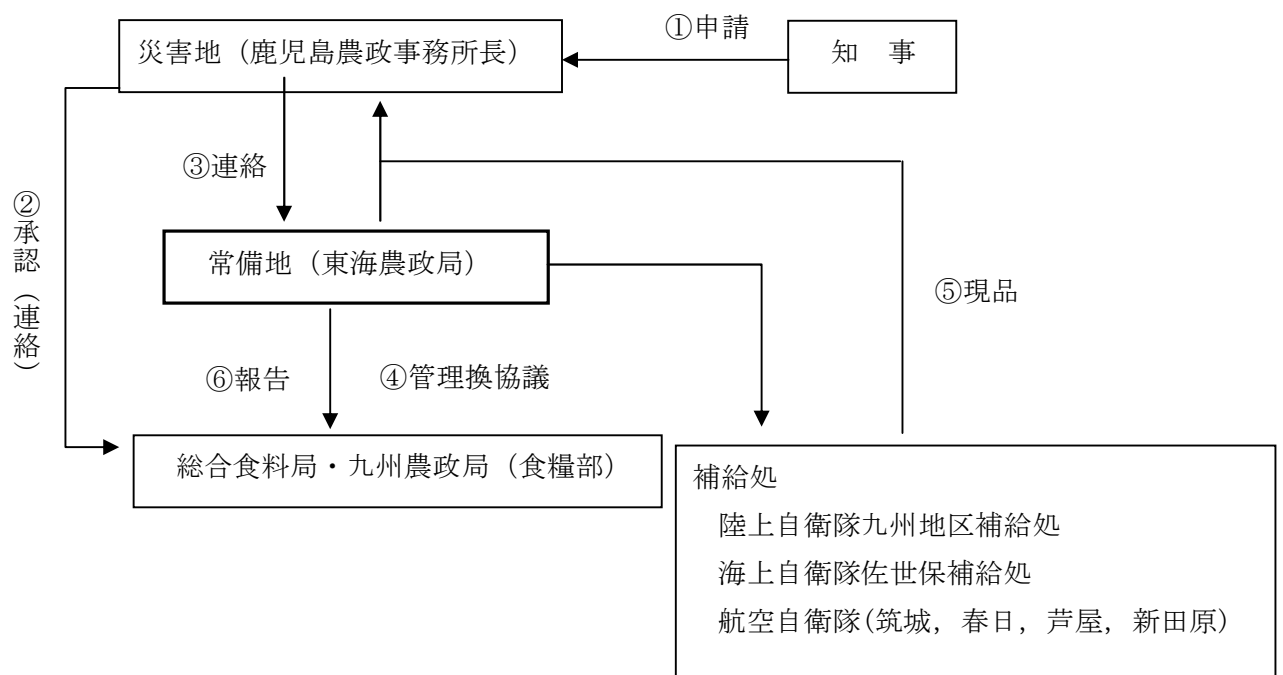 ①申請
災害地(鹿児島農政事務所長)
知　事
③連絡
②承認(連絡)
常備地(東海農政局)
⑤現品
⑥報告
④管理換協議
総合食料局・九州農政局(食糧部)
補給処
陸上自衛隊九州地区補給処
海上自衛隊佐世保補給処
航空自衛隊(筑城，春日，芦屋，新田原)